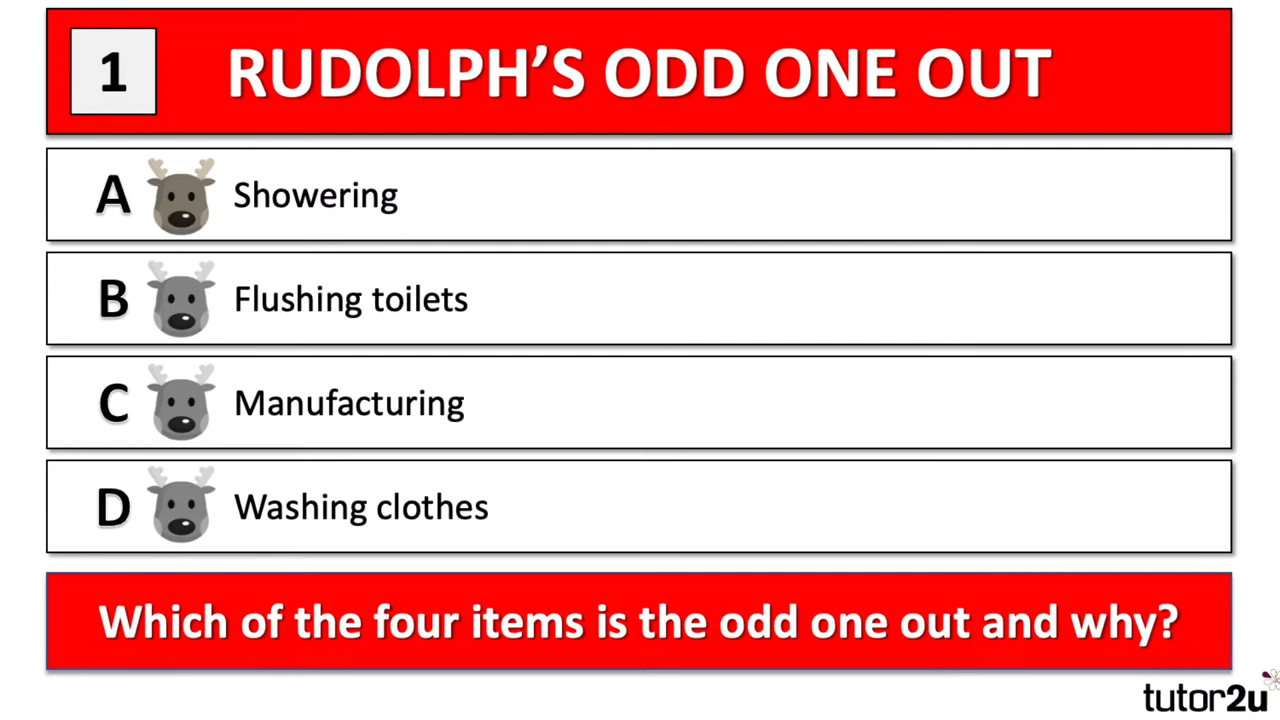 1
RUDOLPH’S ODD ONE OUT
A Showering
B Flushing toilets
C Manufacturing
D Washing clothes
Which of the four items is the odd one out and why?
tutor2u